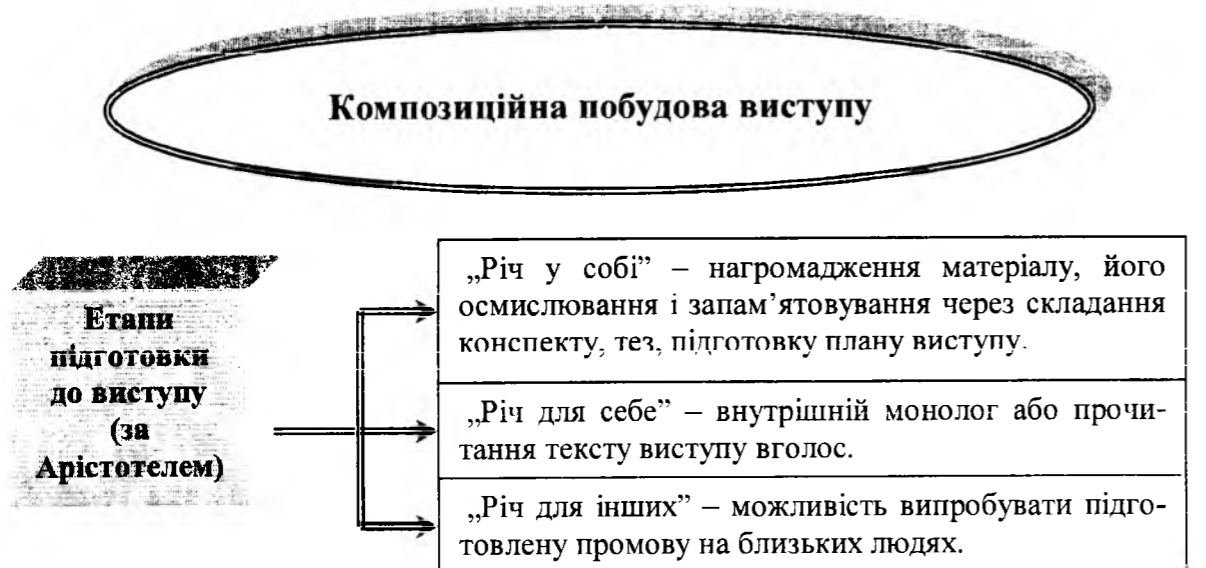 Композиційна побудова виступу
Етапи
підготовки
до виступу
(за
Арістотелем)
„Річ у собі” – нагромадження матеріалу, його
осмислювання і запам’ятовування через складання
конспекту, тез, підготовку плану виступу.
„Річ для себе” – внутрішній монолог або прочи-
тання тексту виступу вголос.
„Річ для інших” – можливість випробувати підго-
товлену промову на близьких людях.